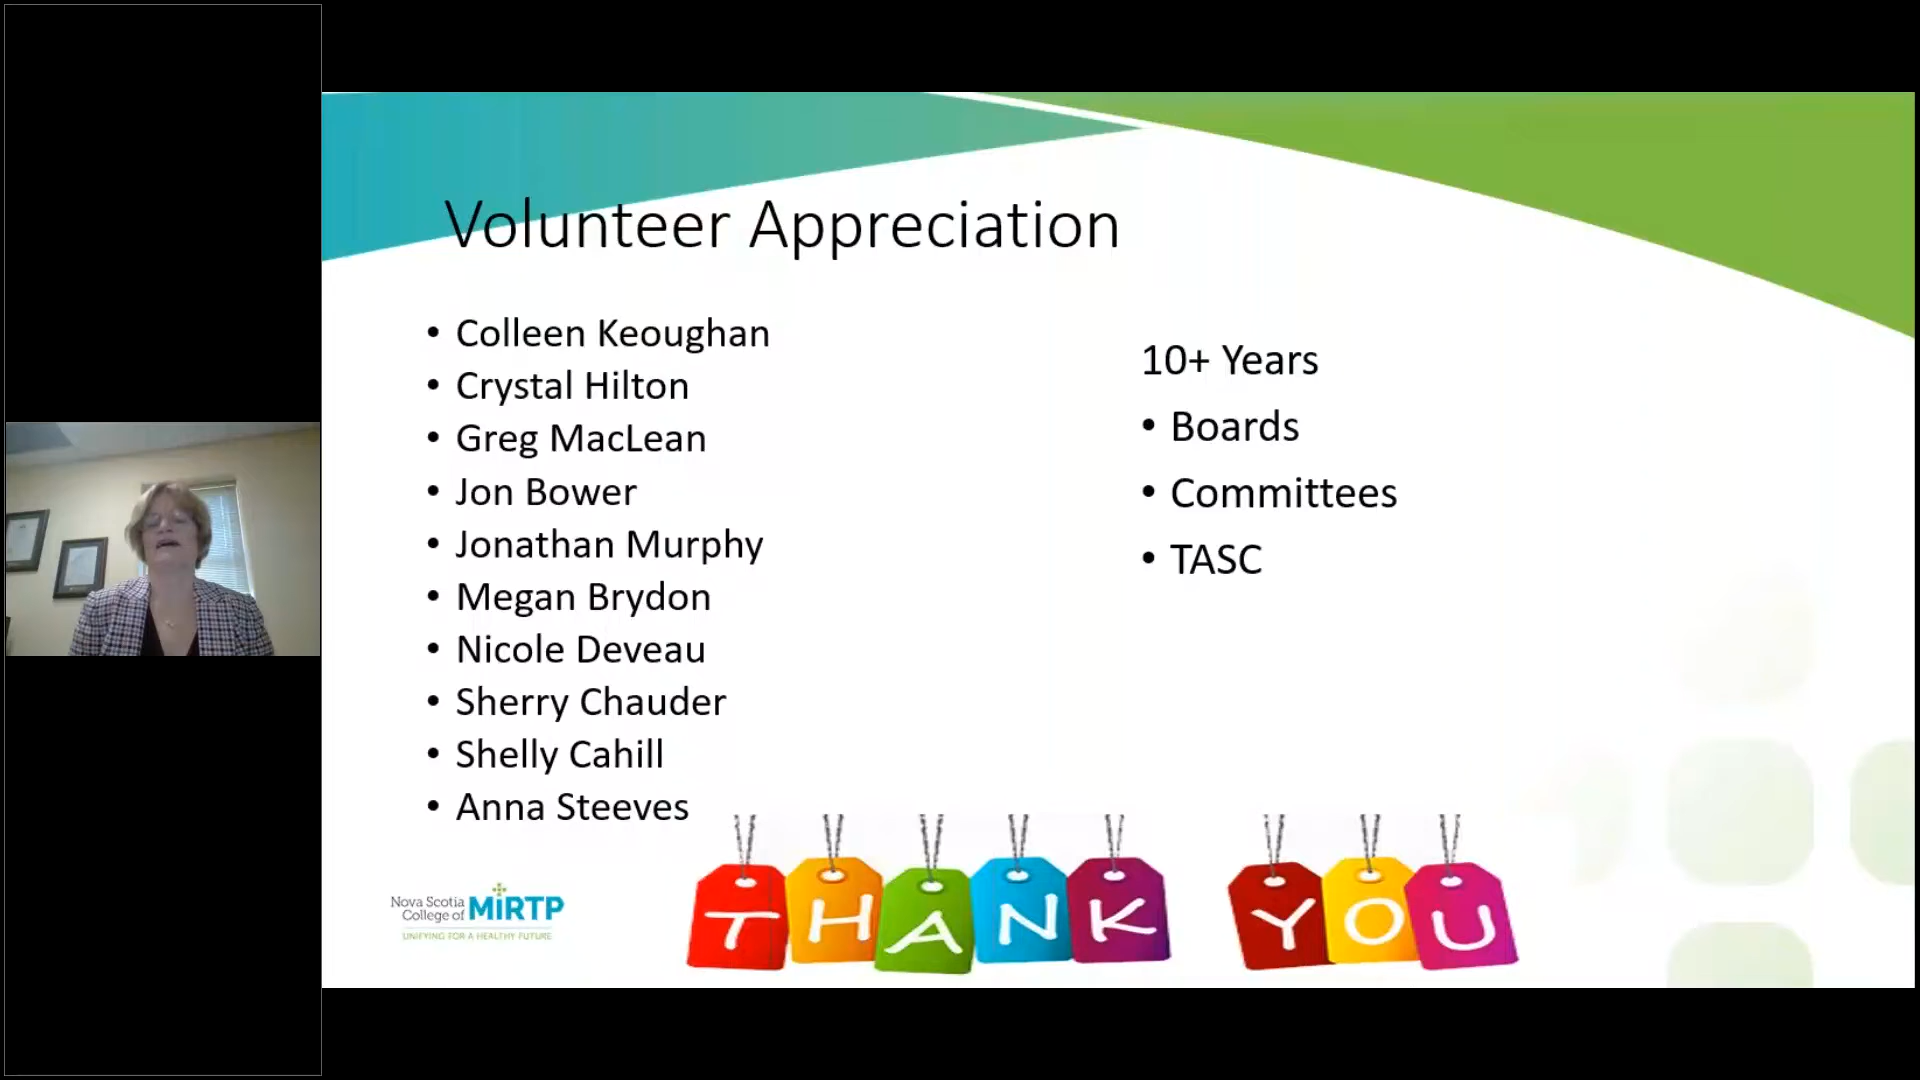 Volunteer Appreciation
• Colleen Keoughan
• Crystal Hilton
• Greg MacLean
• Jon Bower
• Jonathan Murphy
• Megan Brydon
• Nicole Deveau
• Sherry Chauder
• Shelly Cahill
• Anna Steeves
10+ Years
• Boards
• Committees
• TASC
Nova Scotia
College of MiRTP
UNIFYING FOR A HEALTHY FUTURE
THANK YOU